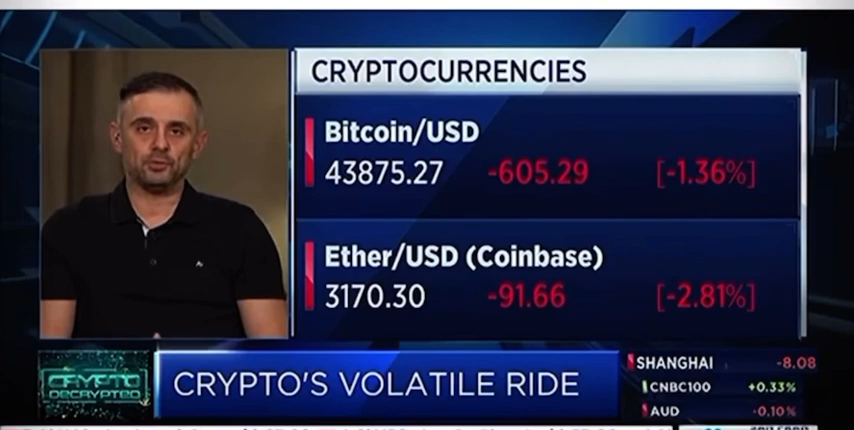 CRYPTOCURRENCIES
Bitcoin/USD
43875.27 -605.29 [-1.36%]
Ether/USD (Coinbase)
3170.30 -91.66 [-2.81%]
CRYPTO DECRYPTED
CRYPTO'S VOLATILE RIDE
SHANGHAI -8.08
CNBC100 +0.33%
AUD -0.10%